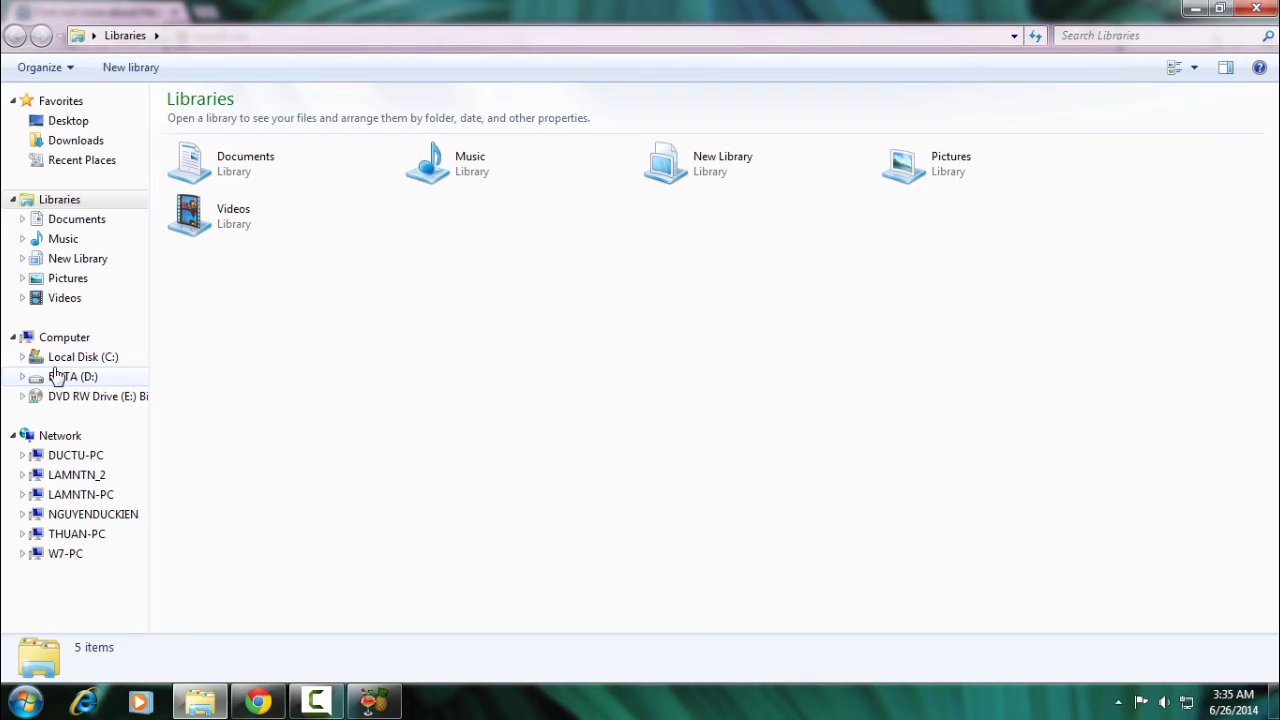 Libraries
Search Libraries
Organize
New library
Favorites
Desktop
Downloads
Recent Places
Libraries
Documents
Music
New Library
Pictures
Videos
Computer
Local Disk (C:)
(D:)
DVD RW Drive (E:) Bi
Network
DUCTU-PC
LAMNTN_2
LAMNTN-PC
NGUYENDUCKIEN
THUAN-PC
W7-PC
Libraries
Open a library to see your files and arrange them by folder, date, and other properties.
Documents
Library
Music
Library
New Library
Library
Pictures
Library
Videos
Library
5 items
3:35 AM
6/26/2014